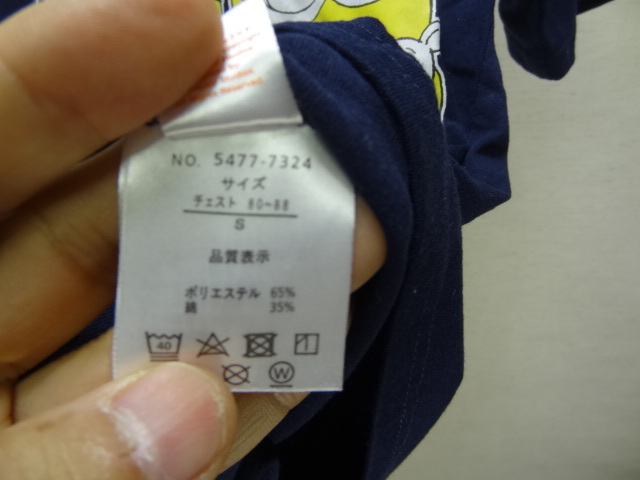 Reserved.
NO. 5477-7324
サイズ
チェスト 80~88
S
品質表示
ポリエステル 65%
綿 35%
40
W